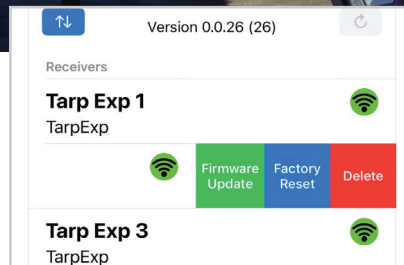 Version 0.0.26 (26)
Receivers
Tarp Exp 1
TarpExp
Firmware
Update
Factory
Reset
Delete
Tarp Exp 3
TarpExp